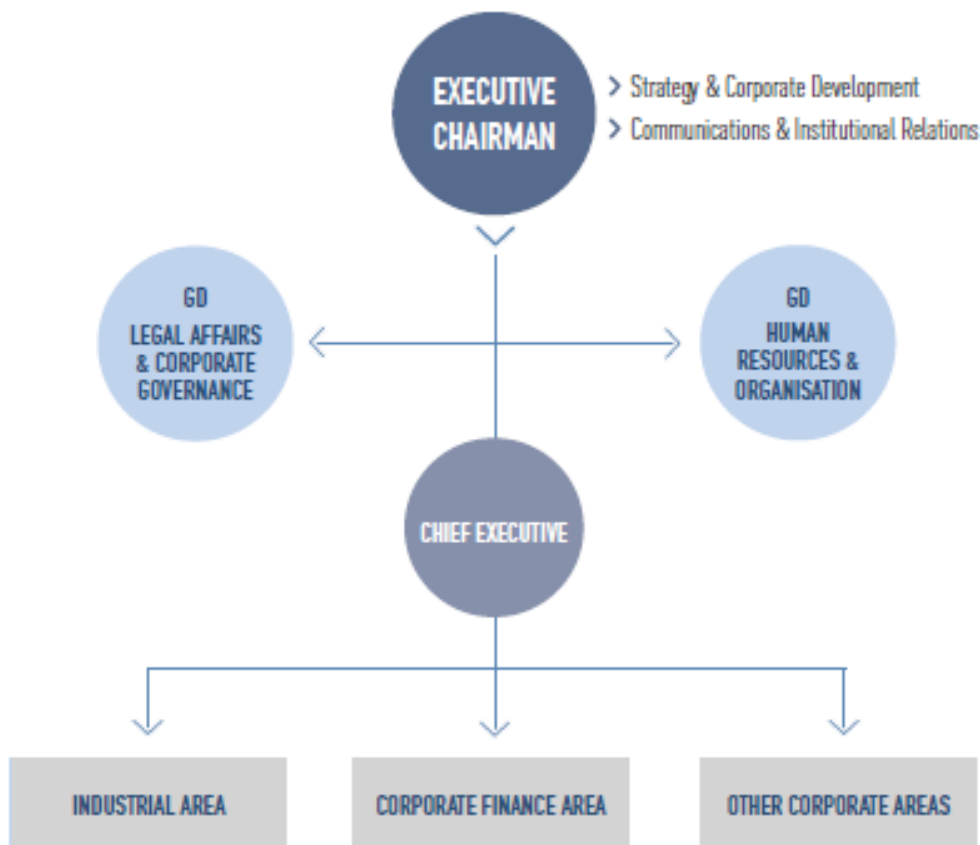 EXECUTIVE
CHAIRMAN
Strategy & Corporate Development
Communications & Institutional Relations
GD
LEGAL AFFAIRS
& CORPORATE
GOVERNANCE
GD
HUMAN
RESOURCES &
ORGANISATION
CHIEF EXECUTIVE
INDUSTRIAL AREA
CORPORATE FINANCE AREA
OTHER CORPORATE AREAS